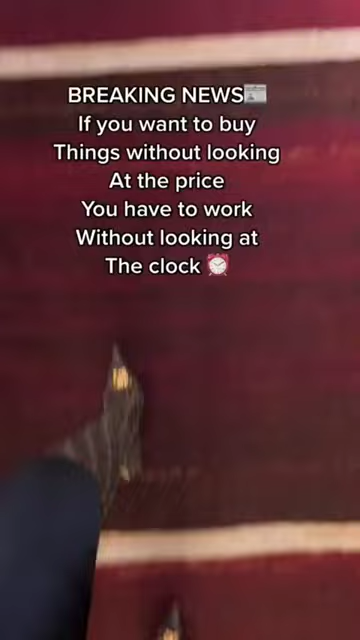 BREAKING NEWS📰
If you want to buy
Things without looking
At the price
You have to work
Without looking at
The clock ⏰